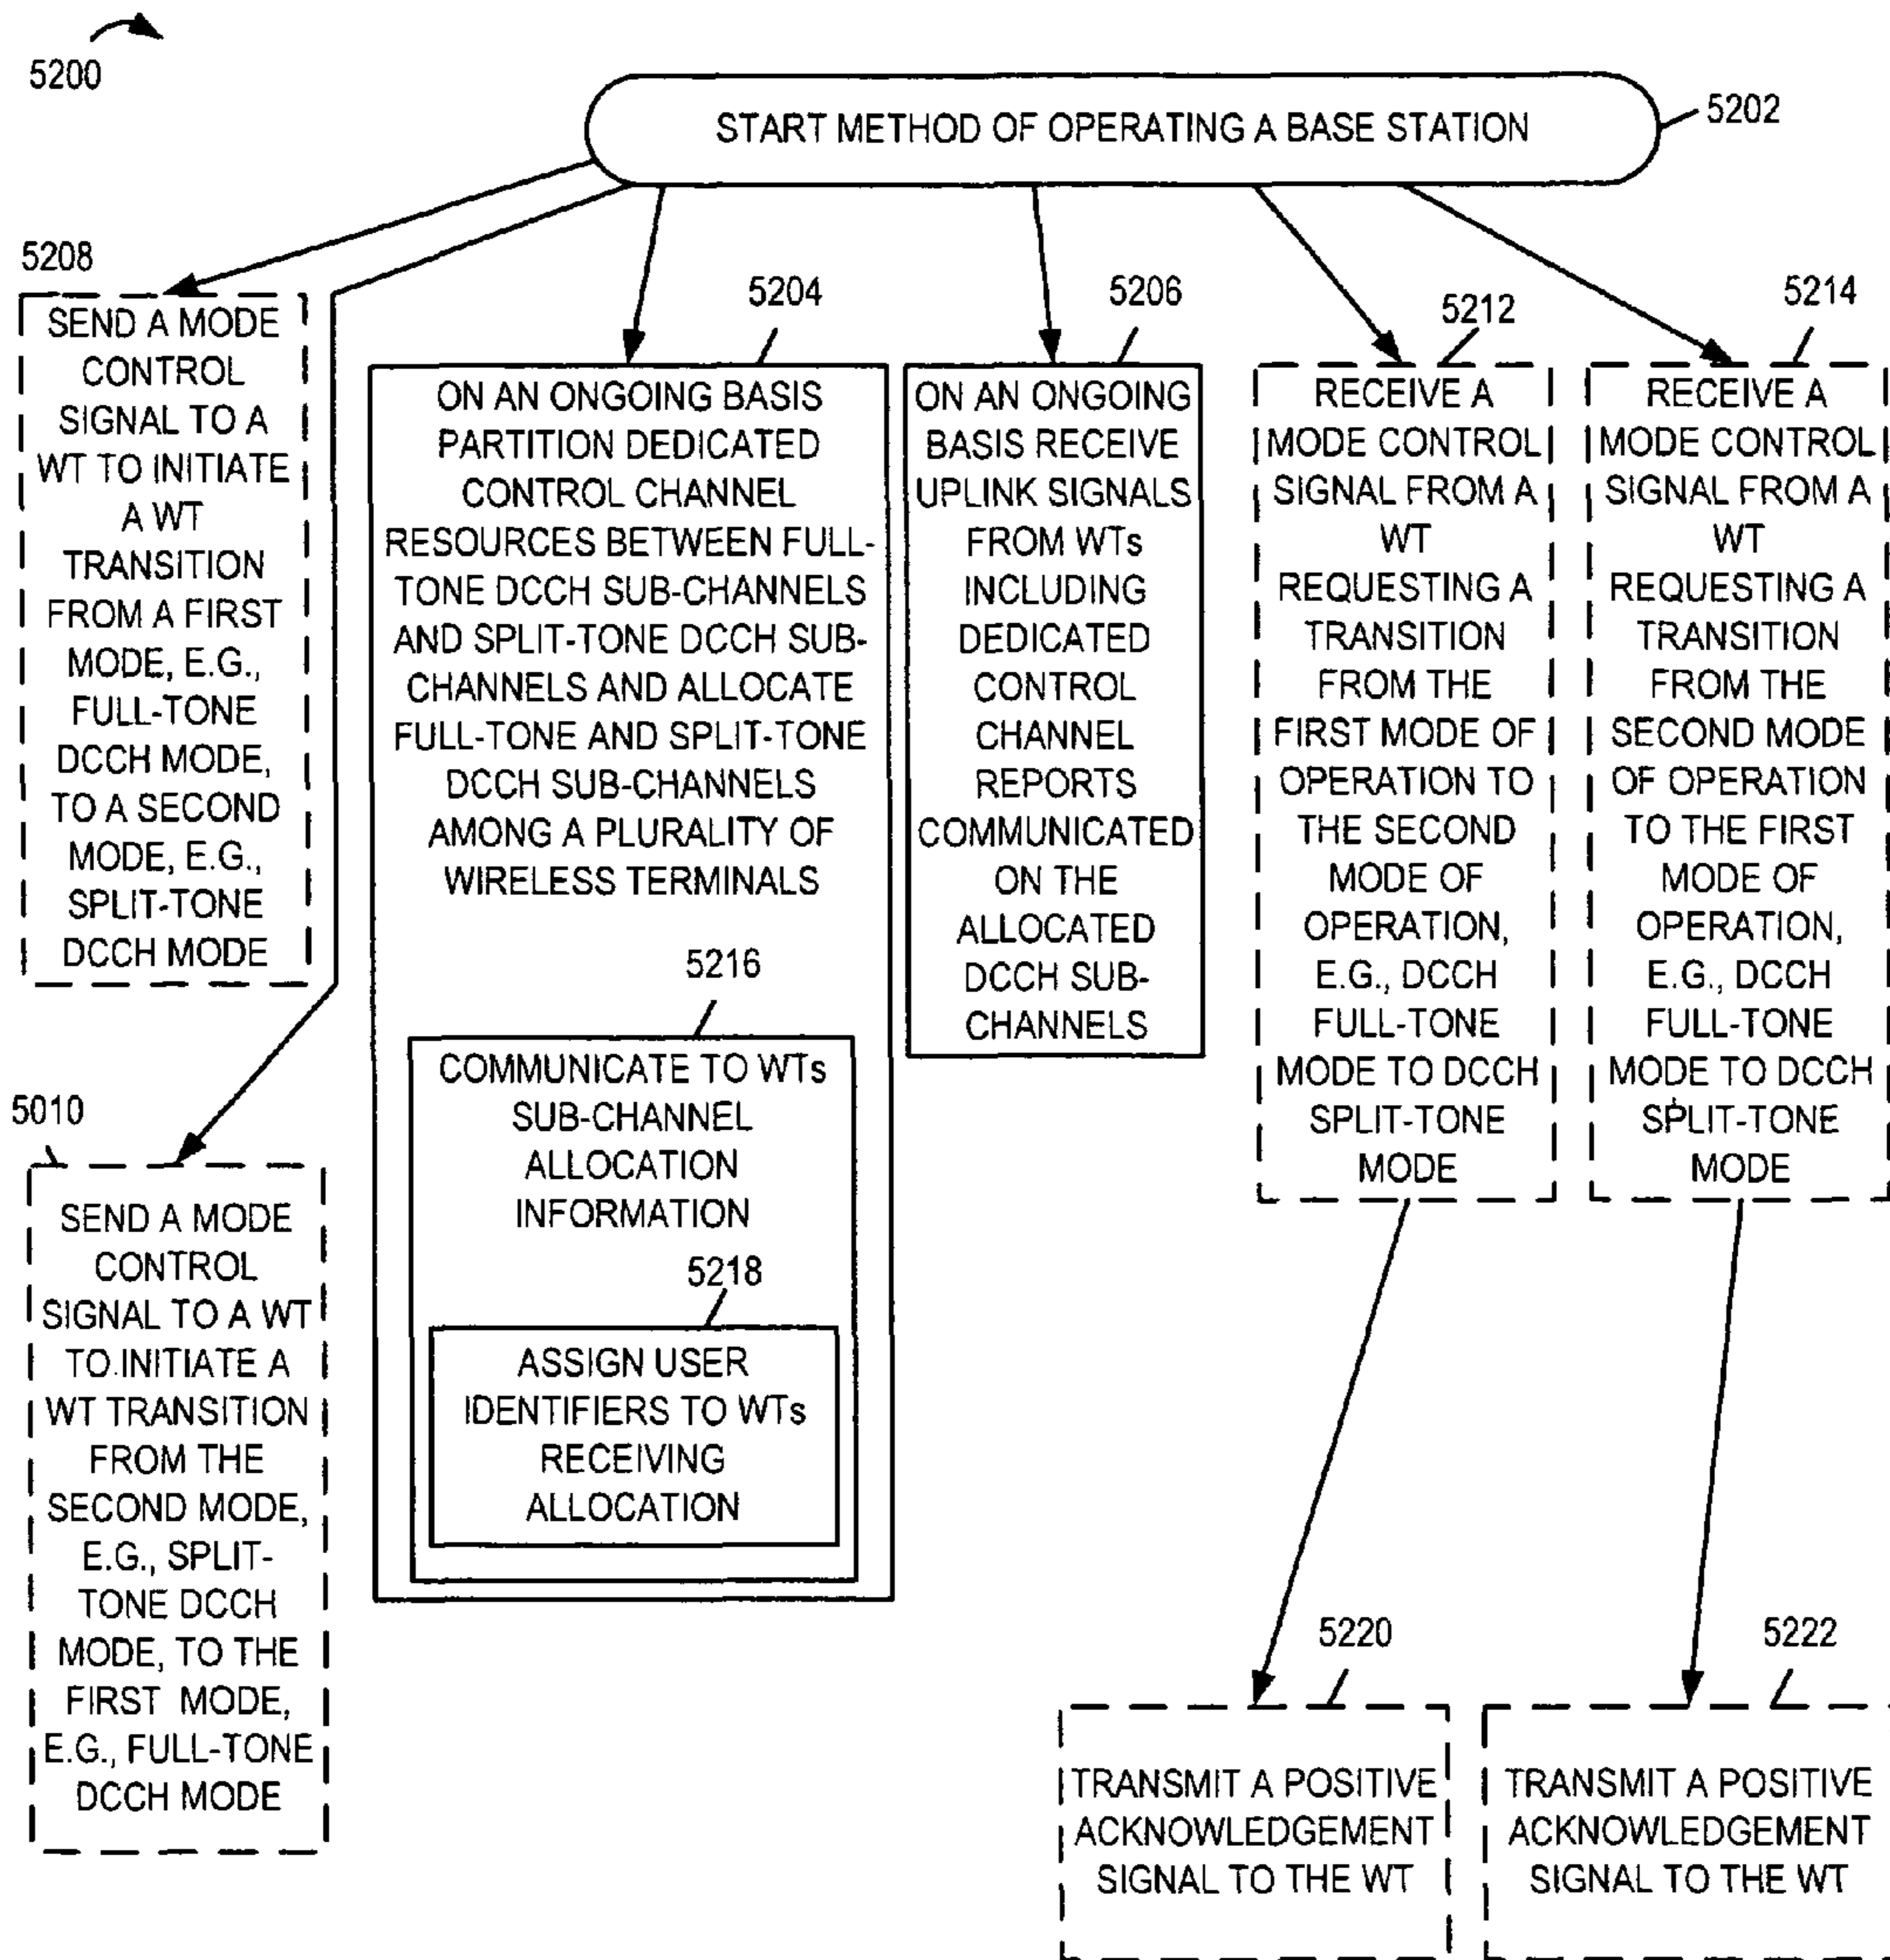 5200
START METHOD OF OPERATING A BASE STATION
5202
5208
SEND A MODE
CONTROL
SIGNAL TO A
WT TO INITIATE
A WT
TRANSITION
FROM A FIRST
MODE, E.G.,
FULL-TONE
DCCH MODE,
TO A SECOND
MODE, E.G.,
SPLIT-TONE
DCCH MODE
5010
SEND A MODE
CONTROL
SIGNAL TO A WT
TO INITIATE A
WT TRANSITION
FROM THE
SECOND MODE,
E.G., SPLIT-
TONE DCCH
MODE, TO THE
FIRST MODE,
E.G., FULL-TONE
DCCH MODE
5204
ON AN ONGOING BASIS
PARTITION DEDICATED
CONTROL CHANNEL
RESOURCES BETWEEN FULL-
TONE DCCH SUB-CHANNELS
AND SPLIT-TONE DCCH SUB-
CHANNELS AND ALLOCATE
FULL-TONE AND SPLIT-TONE
DCCH SUB-CHANNELS
AMONG A PLURALITY OF
WIRELESS TERMINALS
5216
COMMUNICATE TO WTs
SUB-CHANNEL
ALLOCATION
INFORMATION
5218
ASSIGN USER
IDENTIFIERS TO WTs
RECEIVING
ALLOCATION
5206
ON AN ONGOING
BASIS RECEIVE
UPLINK SIGNALS
FROM WTs
INCLUDING
DEDICATED
CONTROL
CHANNEL
REPORTS
COMMUNICATED
ON THE
ALLOCATED
DCCH SUB-
CHANNELS
5212
RECEIVE A
MODE CONTROL
SIGNAL FROM A
WT
REQUESTING A
TRANSITION
FROM THE
FIRST MODE OF
OPERATION TO
THE SECOND
MODE OF
OPERATION,
E.G., DCCH
FULL-TONE
MODE TO DCCH
SPLIT-TONE
MODE
5214
RECEIVE A
MODE CONTROL
SIGNAL FROM A
WT
REQUESTING A
TRANSITION
FROM THE
SECOND MODE
OF OPERATION
TO THE FIRST
MODE OF
OPERATION,
E.G., DCCH
FULL-TONE
MODE TO DCCH
SPLIT-TONE
MODE
5220
TRANSMIT A POSITIVE
ACKNOWLEDGEMENT
SIGNAL TO THE WT
5222
TRANSMIT A POSITIVE
ACKNOWLEDGEMENT
SIGNAL TO THE WT